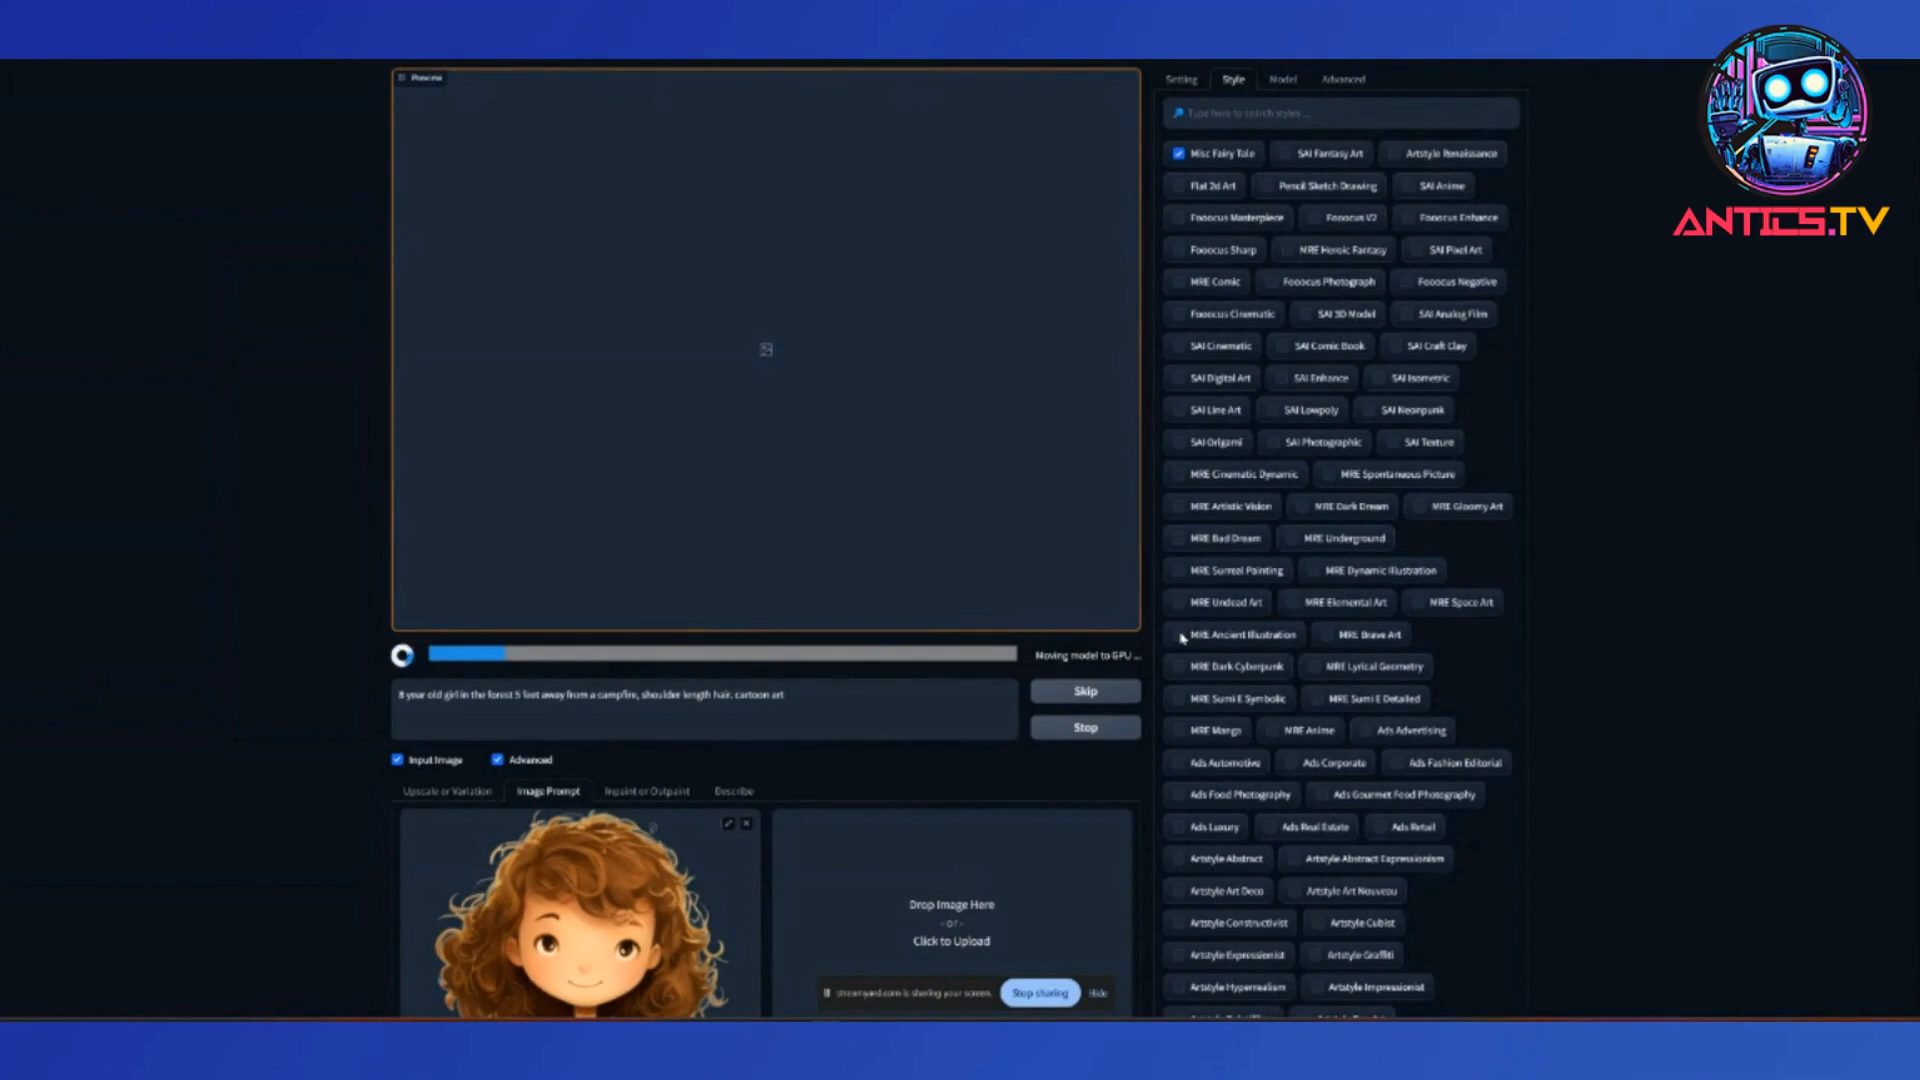 Preview
Setting Style Model Advanced
Type here to search styles ...
Misc Fairy Tale SAI Fantasy Art Artstyle Renaissance
Flat 2d Art Pencil Sketch Drawing SAI Anime
Fooocus Masterpiece Fooocus V2 Fooocus Enhance
Fooocus Sharp MRE Heroic Fantasy SAI Pixel Art
MRE Comic Fooocus Photograph Fooocus Negative
Fooocus Cinematic SAI 3D Model SAI Analog Film
SAI Cinematic SAI Comic Book SAI Craft Clay
SAI Digital Art SAI Enhance SAI Isometric
SAI Line Art SAI Lowpoly SAI Neonpunk
SAI Origami SAI Photographic SAI Texture
MRE Cinematic Dynamic MRE Spontaneous Picture
MRE Artistic Vision MRE Dark Dream MRE Gloomy Art
MRE Bad Dream MRE Underground
MRE Surreal Painting MRE Dynamic Illustration
MRE Undead Art MRE Elemental Art MRE Space Art
MRE Ancient Illustration MRE Brave Art
MRE Dark Cyberpunk MRE Lyrical Geometry
MRE Sumi E Symbolic MRE Sumi E Detailed
MRE Manga MRE Anime Ads Advertising
Ads Automotive Ads Corporate Ads Fashion Editorial
Ads Food Photography Ads Gourmet Food Photography
Ads Luxury Ads Real Estate Ads Retail
Artstyle Abstract Artstyle Abstract Expressionism
Artstyle Art Deco Artstyle Art Nouveau
Artstyle Constructivist Artstyle Cubist
Artstyle Expressionist Artstyle Graffiti
Artstyle Hyperrealism Artstyle Impressionist
Moving model to GPU ...
8 year old girl in the forest 5 feet away from a campfire, shoulder length hair. cartoon art
Skip
Stop
Input Image Advanced
Upscale or Variation Image Prompt Inpaint or Outpaint Describe
Drop Image Here
- or -
Click to Upload
streamyard.com is sharing your screen. Stop sharing Hide
ANTICS.TV